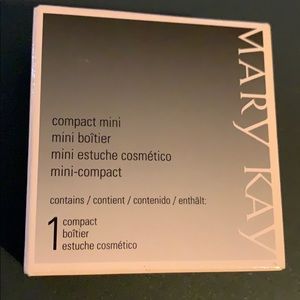 MARY KAY
compact mini
mini boîtier
mini estuche cosmético
mini-compact
contains / contient / contenido / enthält:
1 compact
boîtier
estuche cosmético